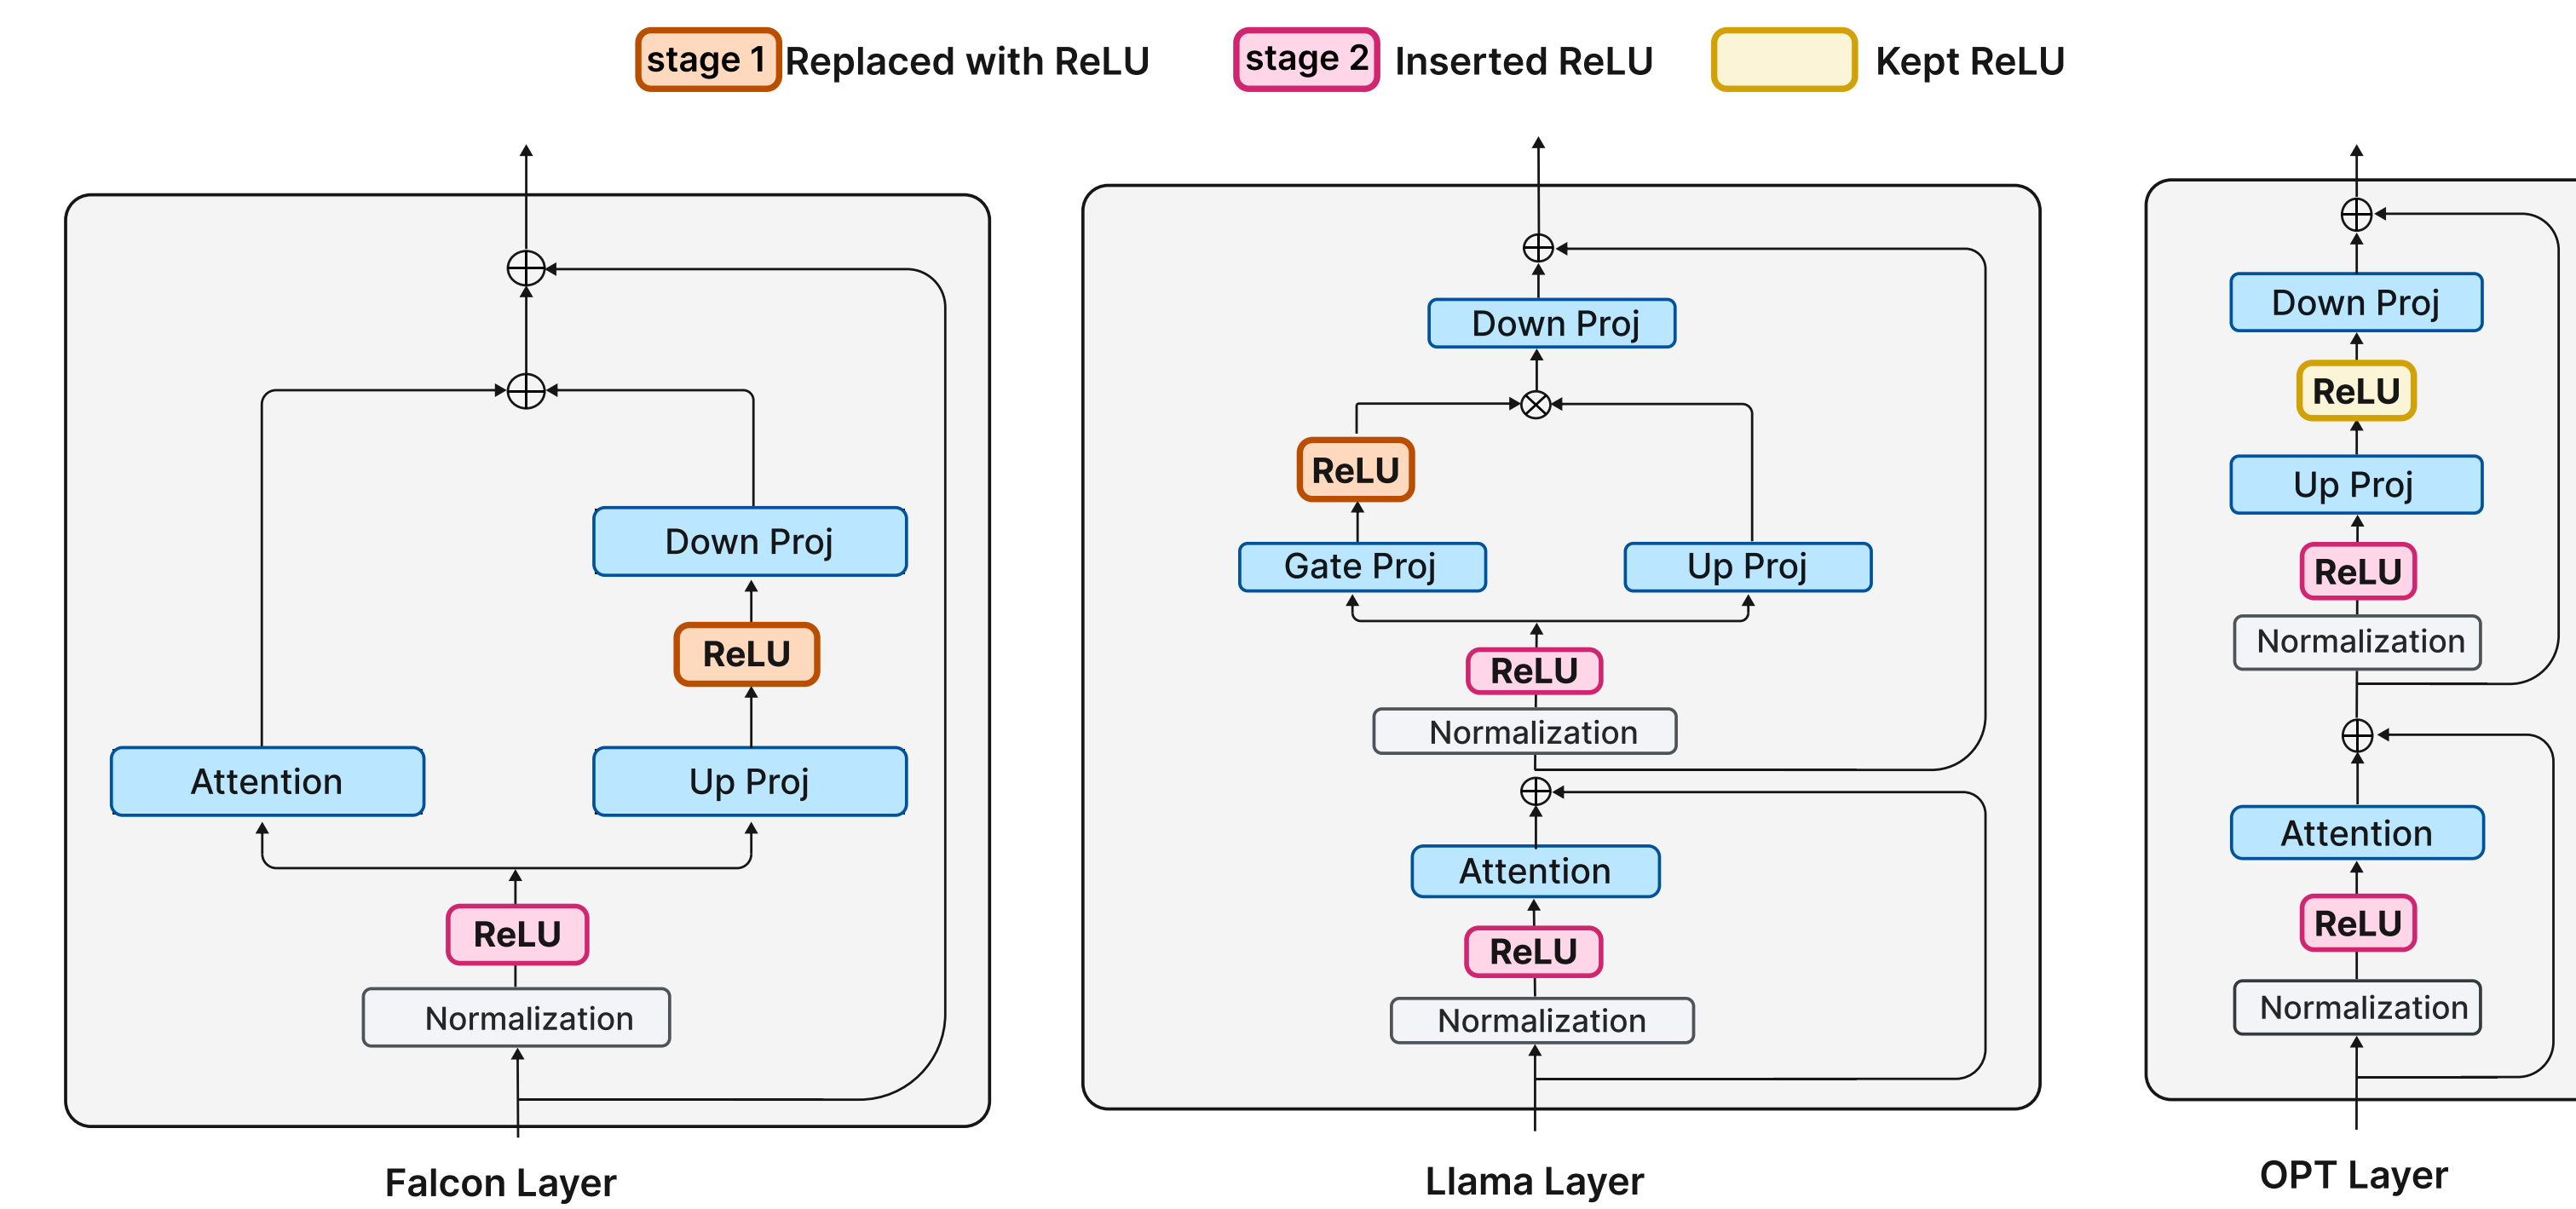 stage 1 Replaced with ReLU
stage 2 Inserted ReLU
Kept ReLU
Down Proj
ReLU
Attention
Up Proj
ReLU
Normalization
Falcon Layer
Down Proj
ReLU
Gate Proj
Up Proj
ReLU
Normalization
Attention
ReLU
Normalization
Llama Layer
Down Proj
ReLU
Up Proj
ReLU
Normalization
Attention
ReLU
Normalization
OPT Layer